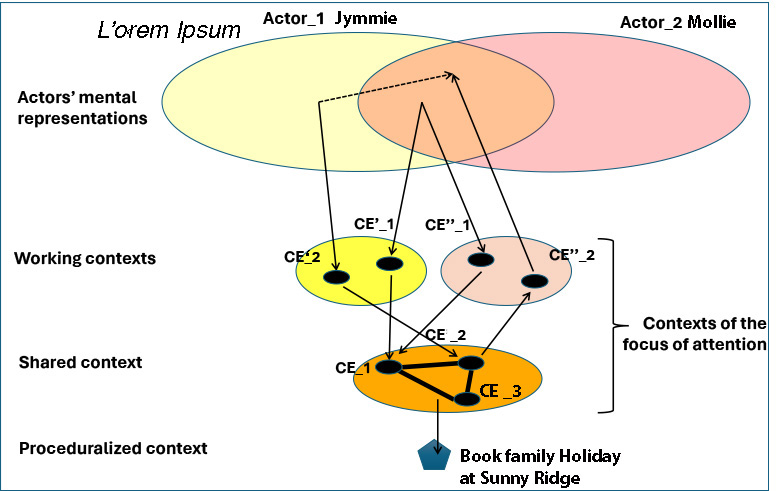 Actor_1 Jymmie
L'orem Ipsum
Actor_2 Mollie
Actors' mental
representations
CE'_1
CE''_1
Working contexts
CE‘_2
CE''_2
Contexts of the
focus of attention
CE _2
Shared context
CE_1
CE _3
Proceduralized context
Book family Holiday
at Sunny Ridge